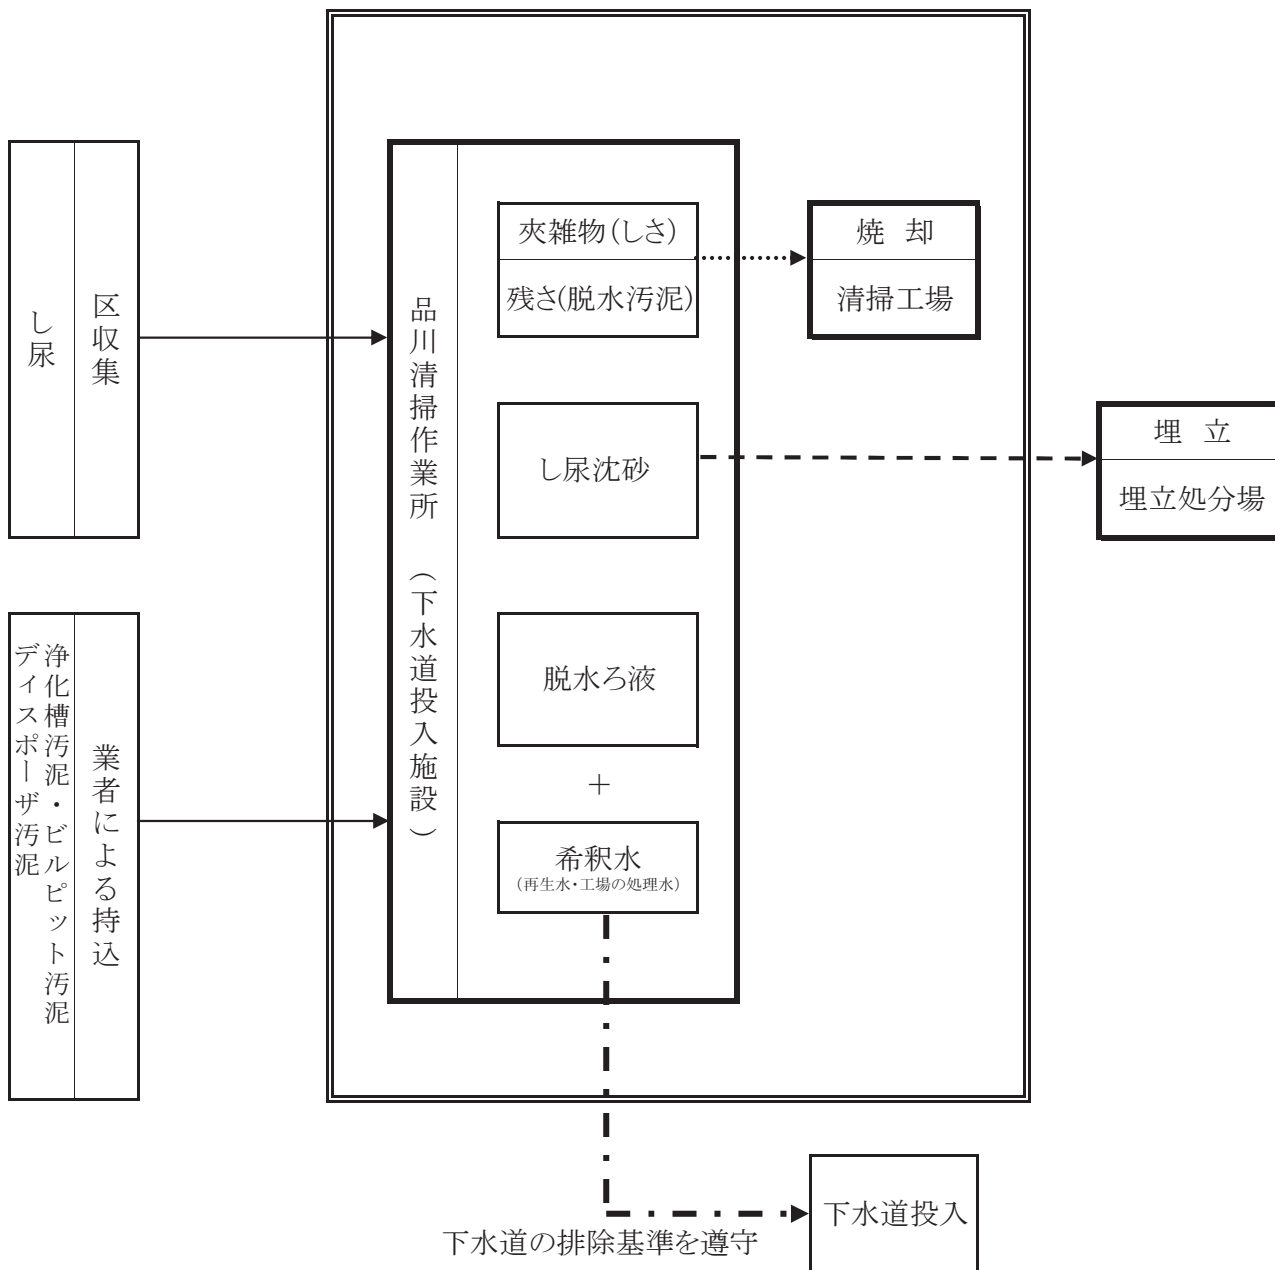 し尿
区収集
浄化槽汚泥・ビルピット汚泥
ディスポーザ汚泥
業者による持込
品川清掃作業所 （下水道投入施設）
夾雑物(しさ)
残さ(脱水汚泥)
し尿沈砂
脱水ろ液
＋
希釈水
(再生水・工場の処理水)
焼 却
清掃工場
埋 立
埋立処分場
下水道投入
下水道の排除基準を遵守